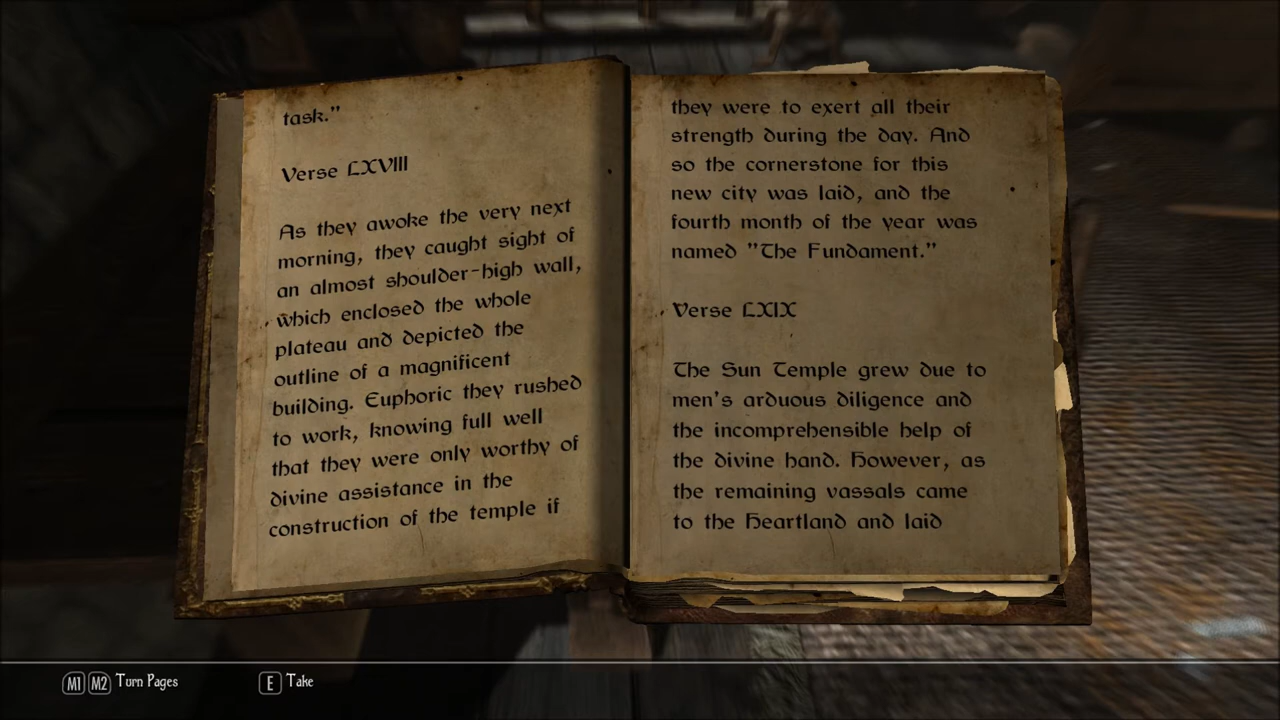 task."
Verse LXVIII
As they awoke the very next
morning, they caught sight of
an almost shoulder-high wall,
which enclosed the whole
plateau and depicted the
outline of a magnificent
building. Euphoric they rushed
to work, knowing full well
that they were only worthy of
divine assistance in the
construction of the temple if
they were to exert all their
strength during the day. And
so the cornerstone for this
new city was laid, and the
fourth month of the year was
named "The Fundament."
Verse LXIX
The Sun Temple grew due to
men's arduous diligence and
the incomprehensible help of
the divine hand. However, as
the remaining vassals came
to the Heartland and laid
M1 M2 Turn Pages
E Take